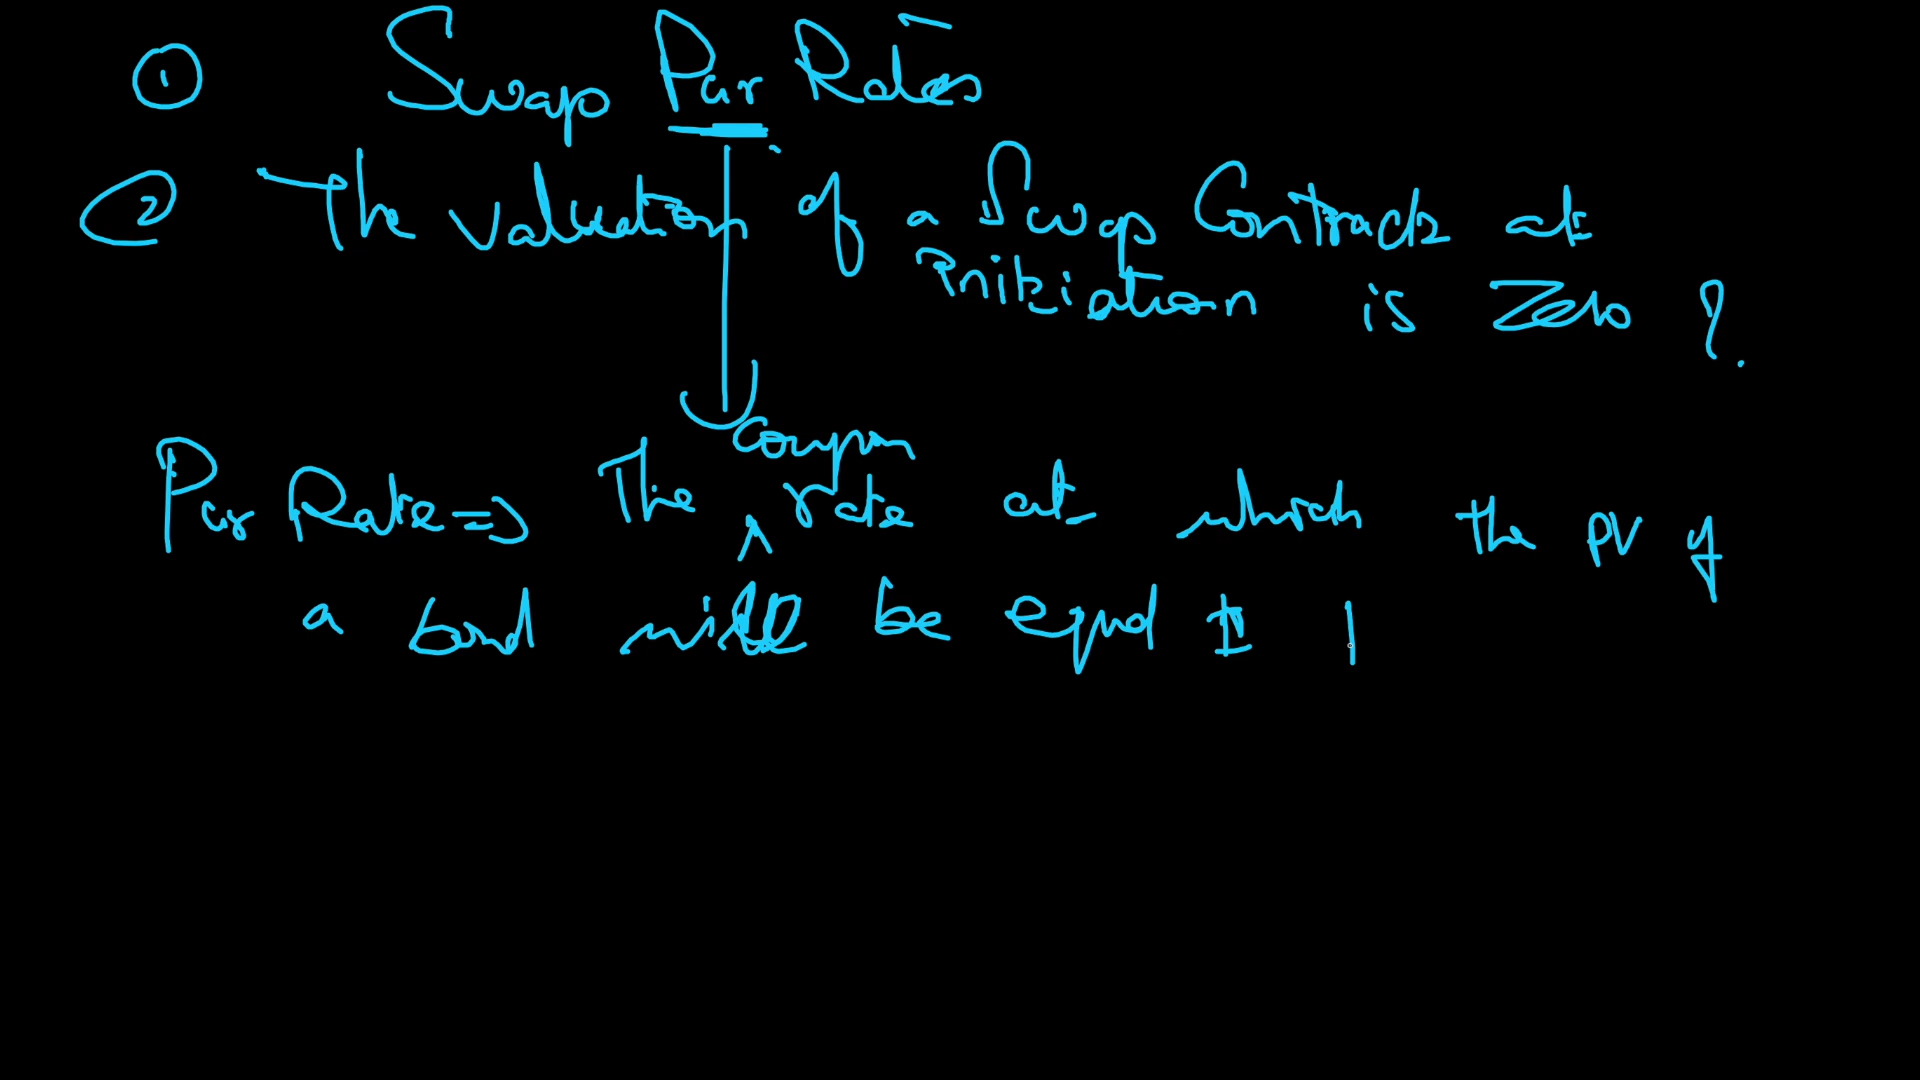 ① Swap Par Rates
② The valuation of a Swap Contract at
initiation is Zero ?
coupon
Par Rate => The ^ rate at which the PV of
a bond will be equal to 1